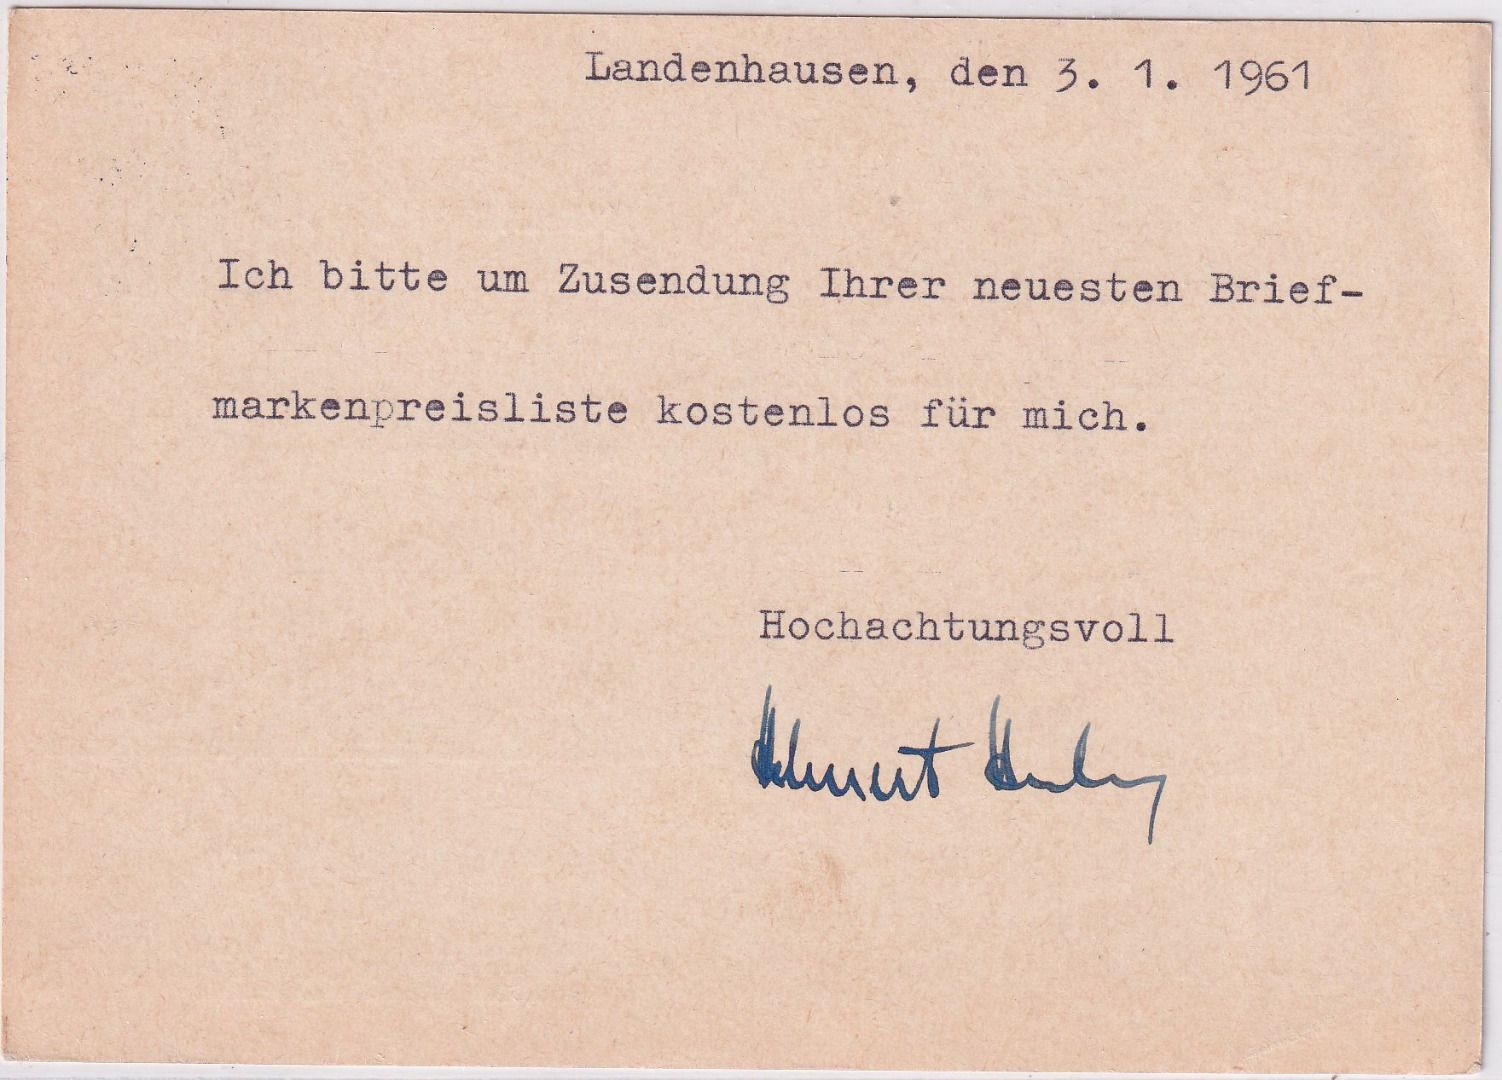 Landenhausen, den 3. 1. 1961
Ich bitte um Zusendung Ihrer neuesten Brief-
markenpreisliste kostenlos für mich.
Hochachtungsvoll